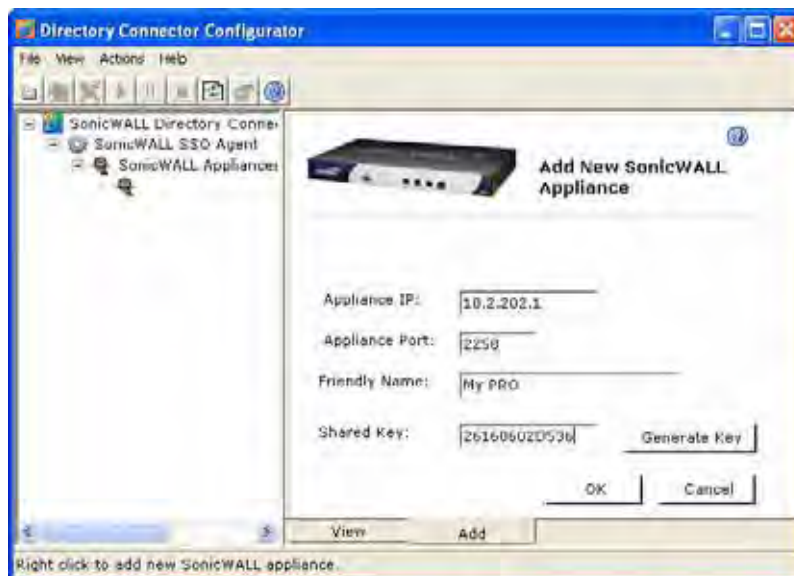 Directory Connector Configurator
File View Actions Help
SonicWALL Directory Conne
SonicWALL SSO Agent
SonicWALL Appliances
Add New SonicWALL
Appliance
Appliance IP: 10.2.202.1
Appliance Port: 2258
Friendly Name: My PRO
Shared Key: 26160602D536 Generate Key
OK Cancel
View Add
Right click to add new SonicWALL appliance.